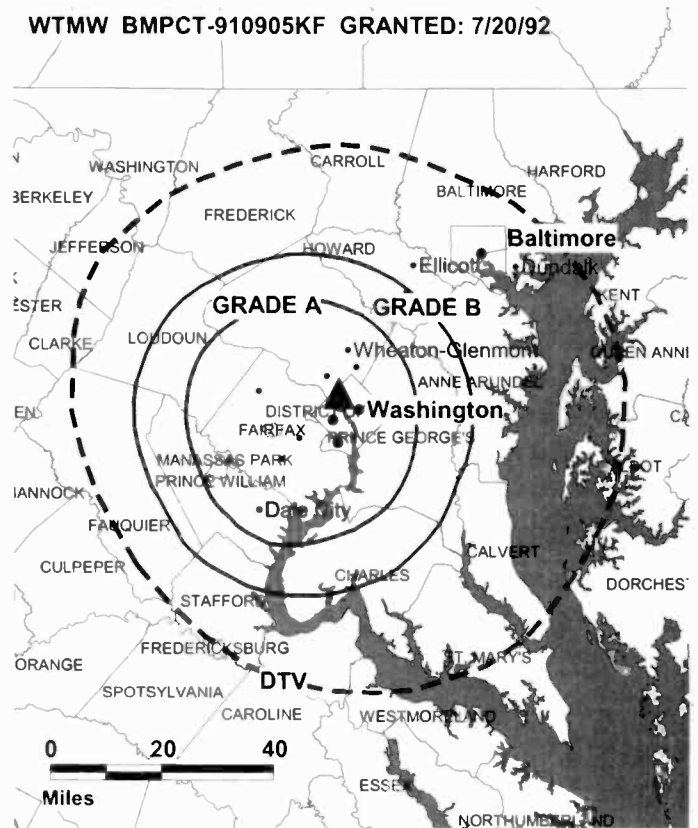 WTMW BMPCT-910905KF GRANTED: 7/20/92
WASHINGTON
CARROLL
HARFORD
BALTIMORE
BERKELEY
FREDERICK
JEFFERSON
HOWARD
Baltimore
Ellicott
Dundalk
KENT
GRADE A
GRADE B
LOUDOUN
CLARKE
Wheaton-Glenmont
QUEEN ANNE
ANNE ARUNDEL
DISTRICT OF
Washington
FAIRFAX
PRINCE GEORGE'S
MANASSAS PARK
PRINCE WILLIAM
Dale City
FAUQUIER
CALVERT
CULPEPER
CHARLES
STAFFORD
DORCHEST
FREDERICKSBURG
ST. MARY'S
ORANGE
DTV
SPOTSYLVANIA
CAROLINE
WESTMORELAND
0 20 40
Miles
ESSEX
NORTHUMBERLAND